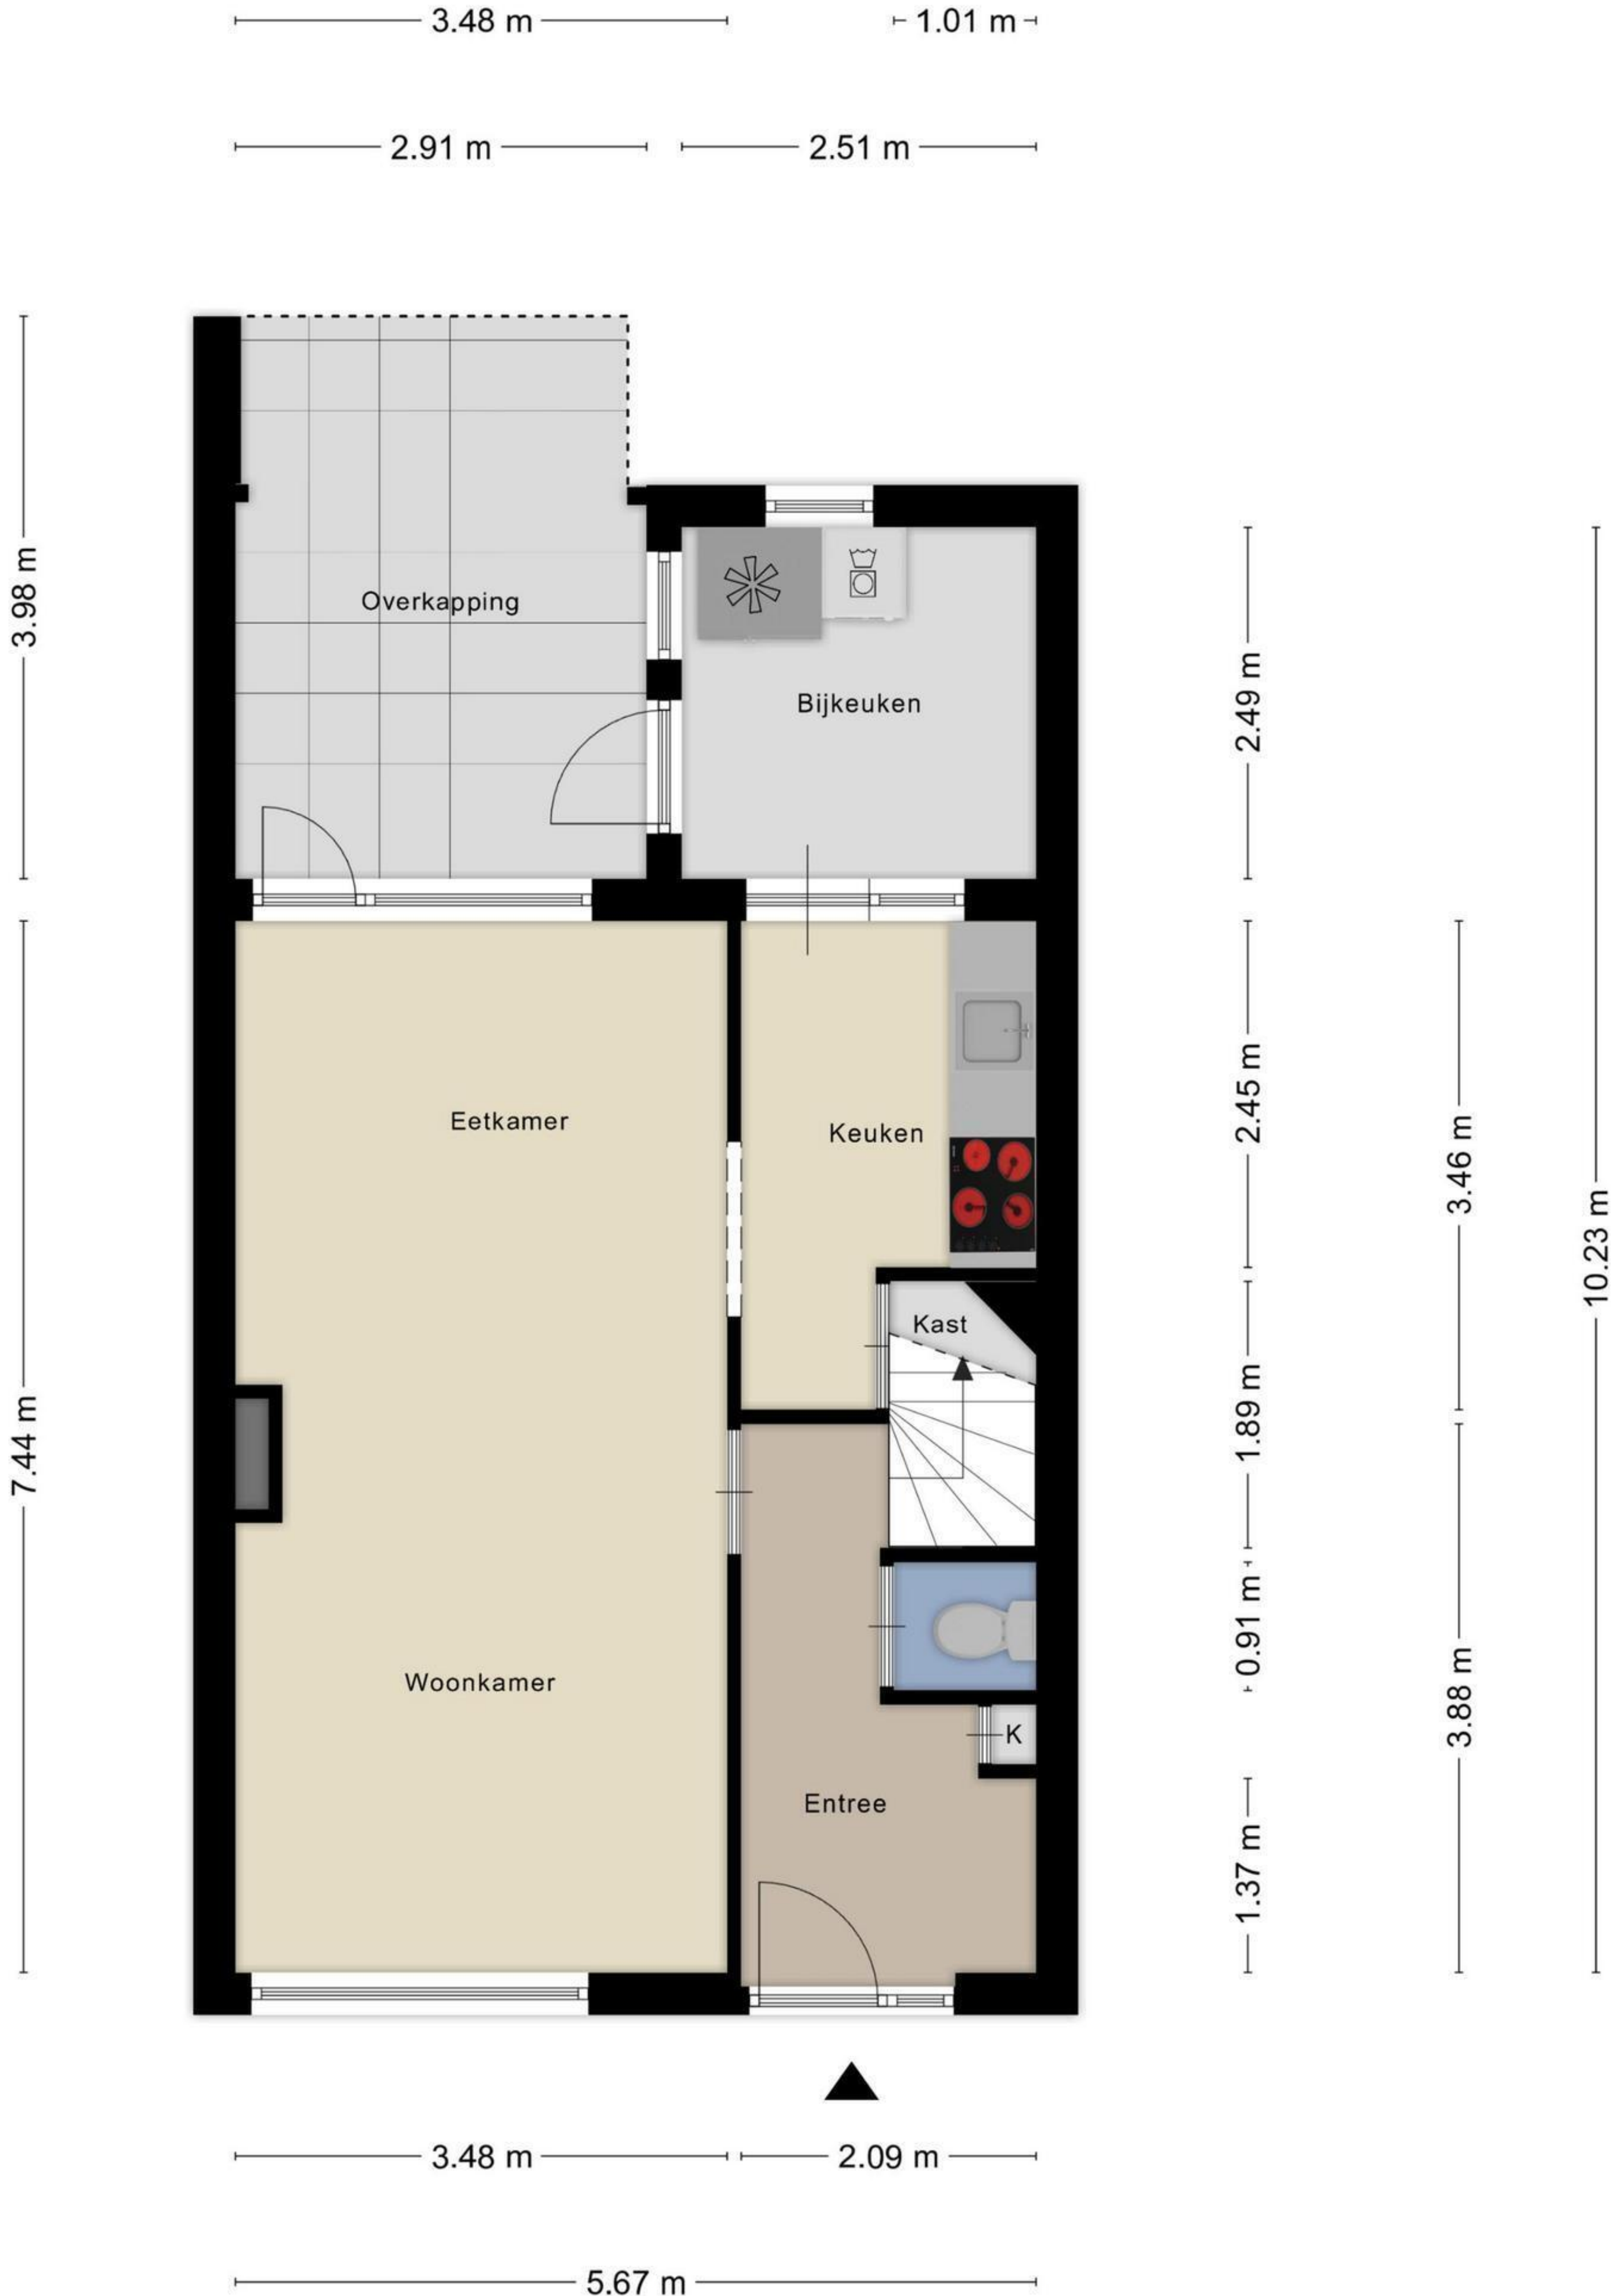 3.48 m
1.01 m
2.91 m
2.51 m
3.98 m
Overkapping
Bijkeuken
2.49 m
7.44 m
Eetkamer
Keuken
Kast
Woonkamer
K
Entree
2.45 m
1.89 m
0.91 m
1.37 m
3.46 m
3.88 m
10.23 m
3.48 m
2.09 m
5.67 m